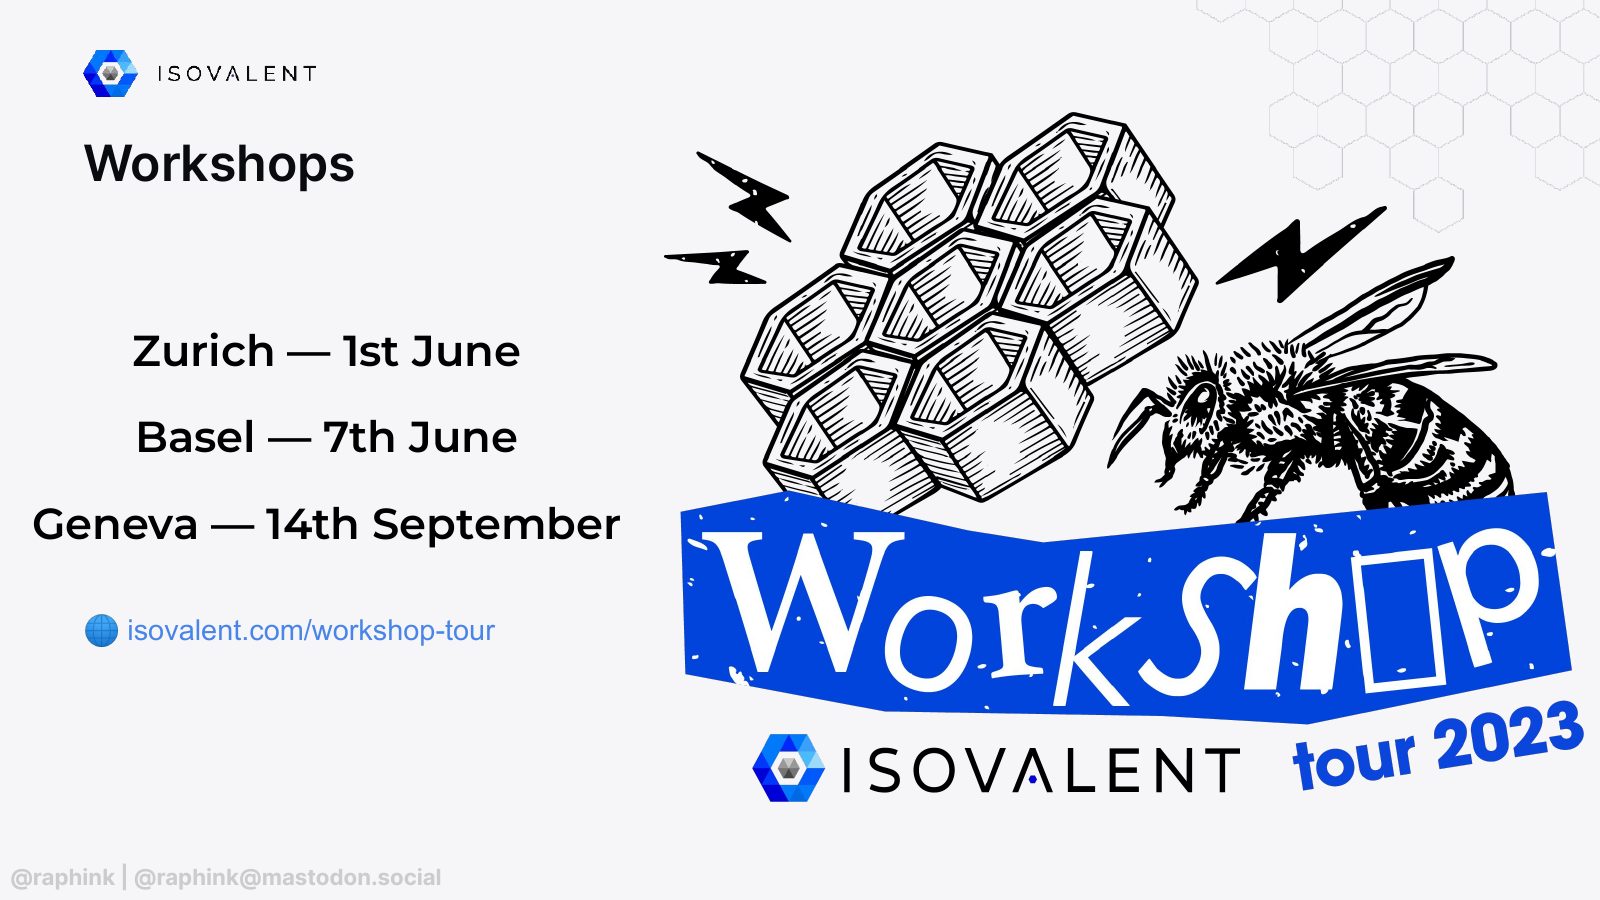 ISOVALENT
Workshops
Zurich — 1st June
Basel — 7th June
Geneva — 14th September
isovalent.com/workshop-tour
Workshop
ISOVALENT
tour 2023
@raphink | @raphink@mastodon.social